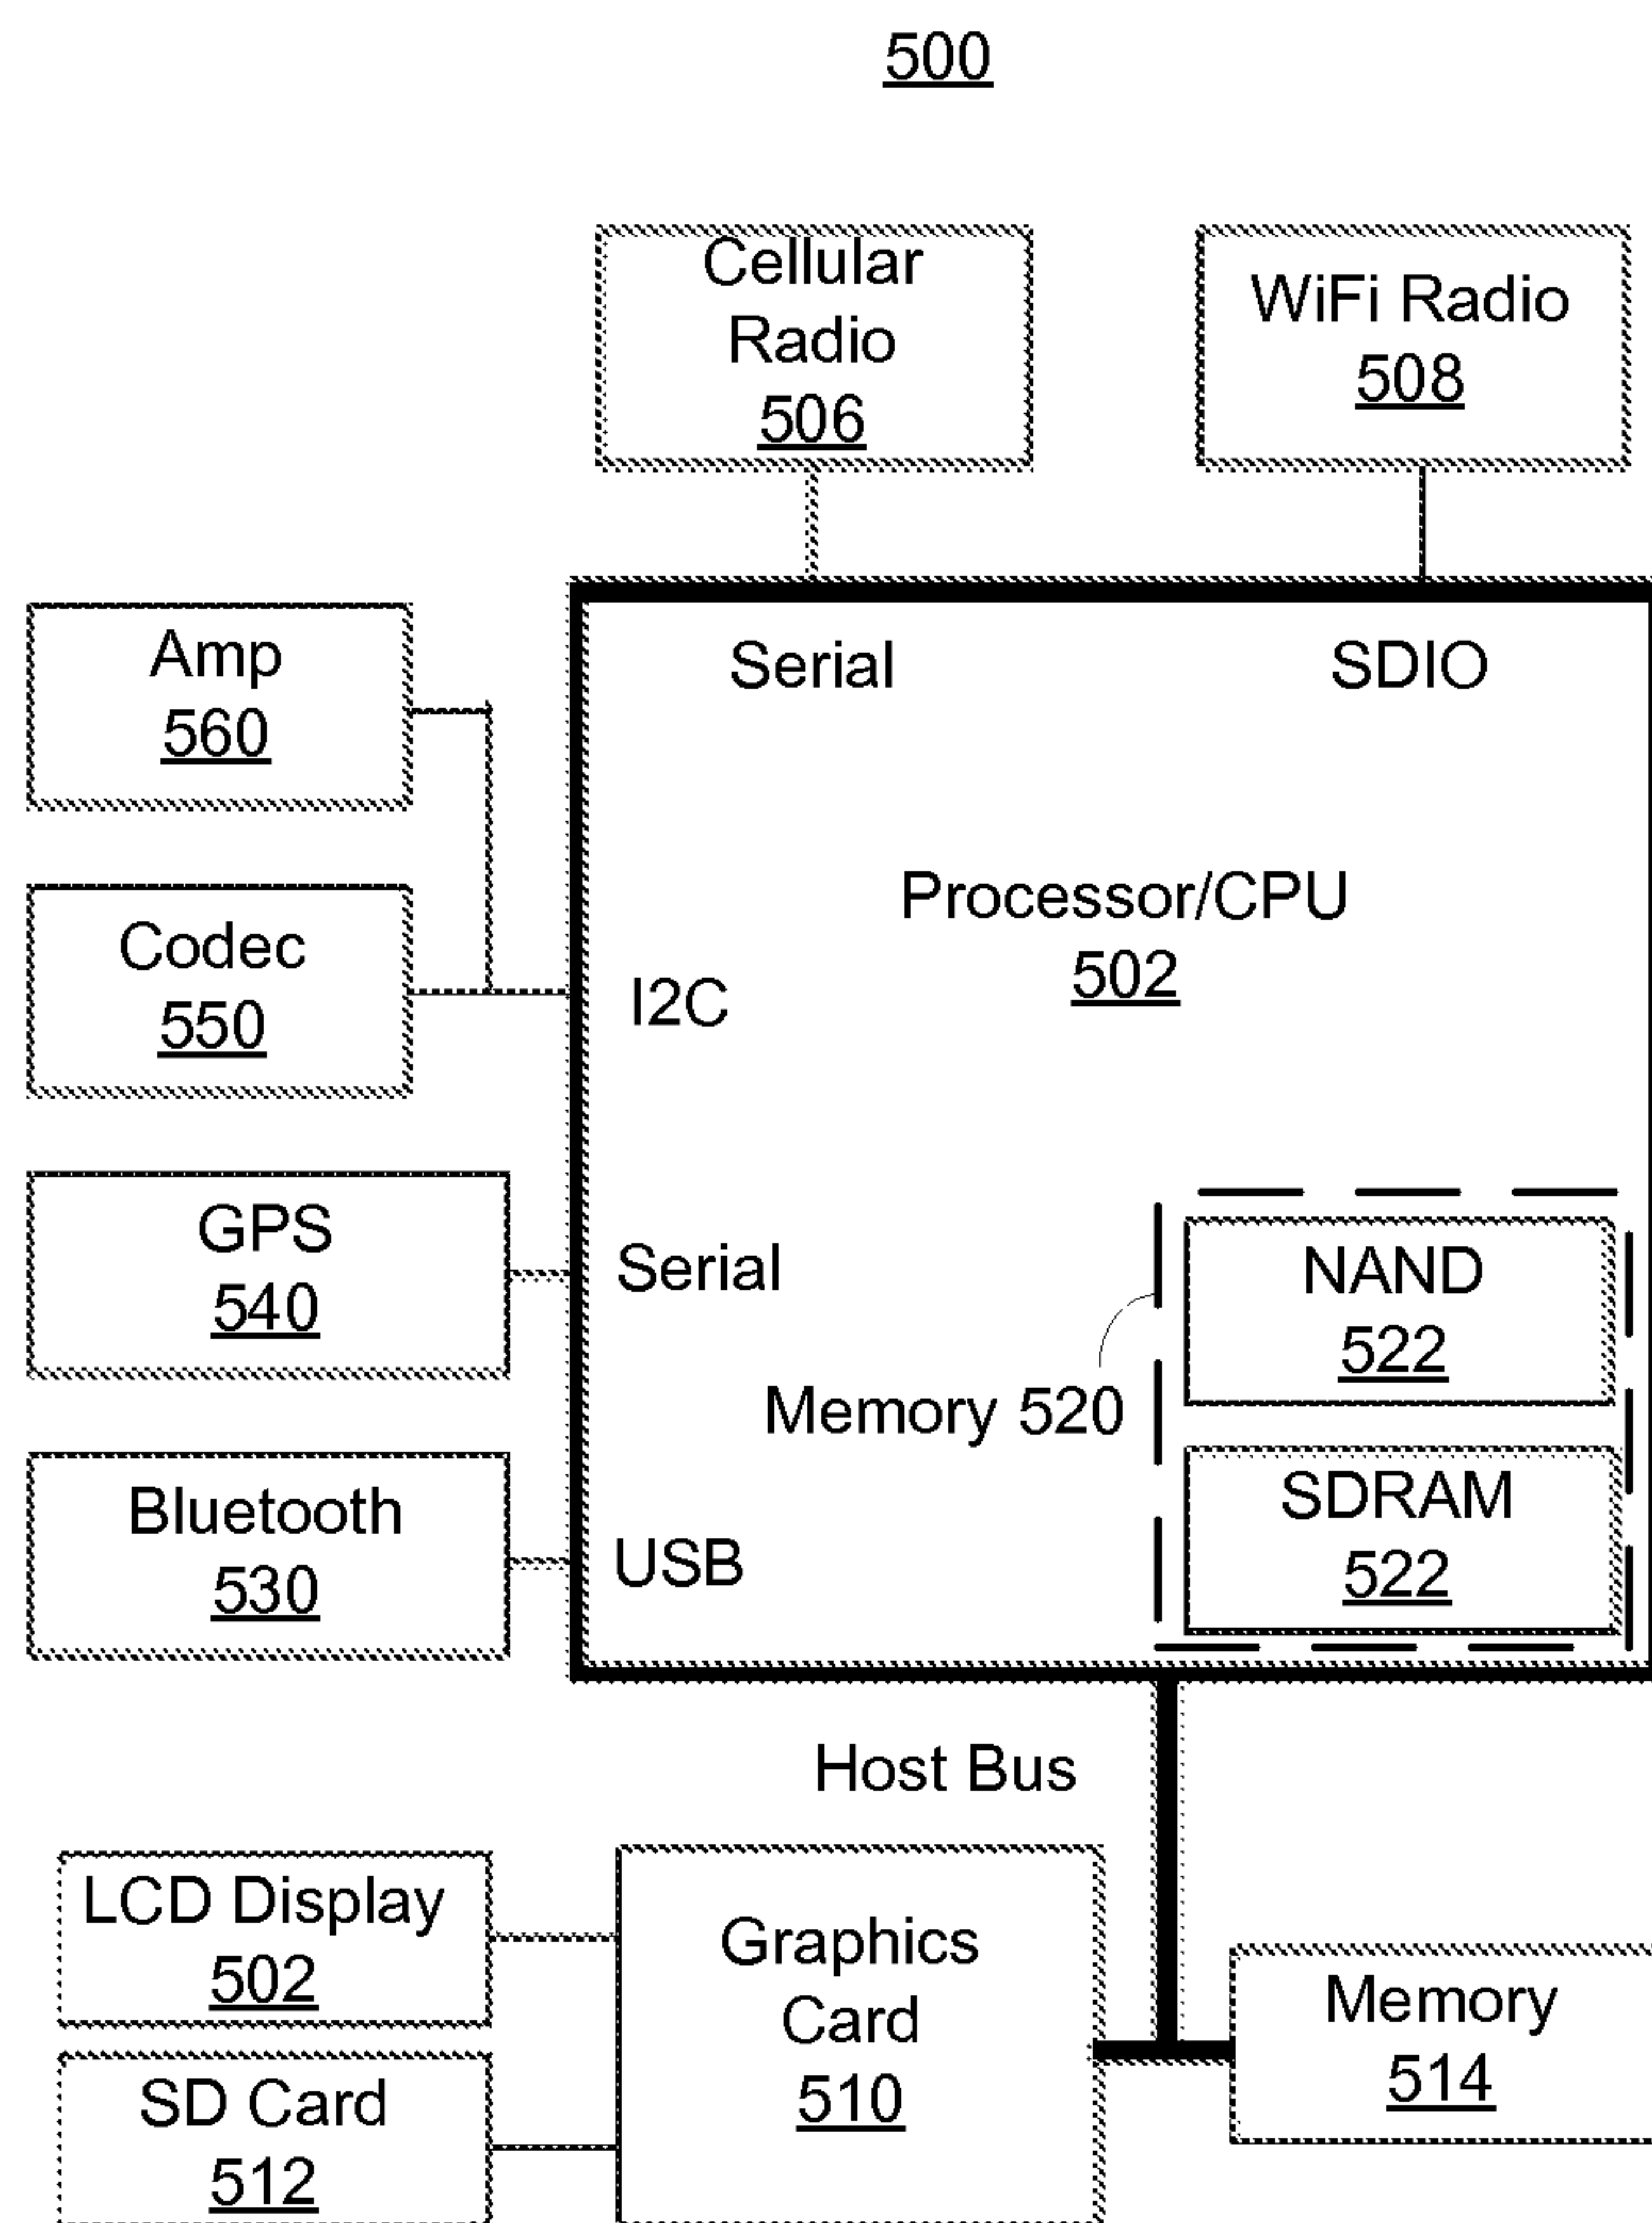 500
Cellular
Radio
506
WiFi Radio
508
Amp
560
Serial
SDIO
Processor/CPU
502
Codec
550
I2C
GPS
540
Serial
NAND
522
Memory 520
Bluetooth
530
USB
SDRAM
522
Host Bus
LCD Display
502
Graphics
Card
510
Memory
514
SD Card
512